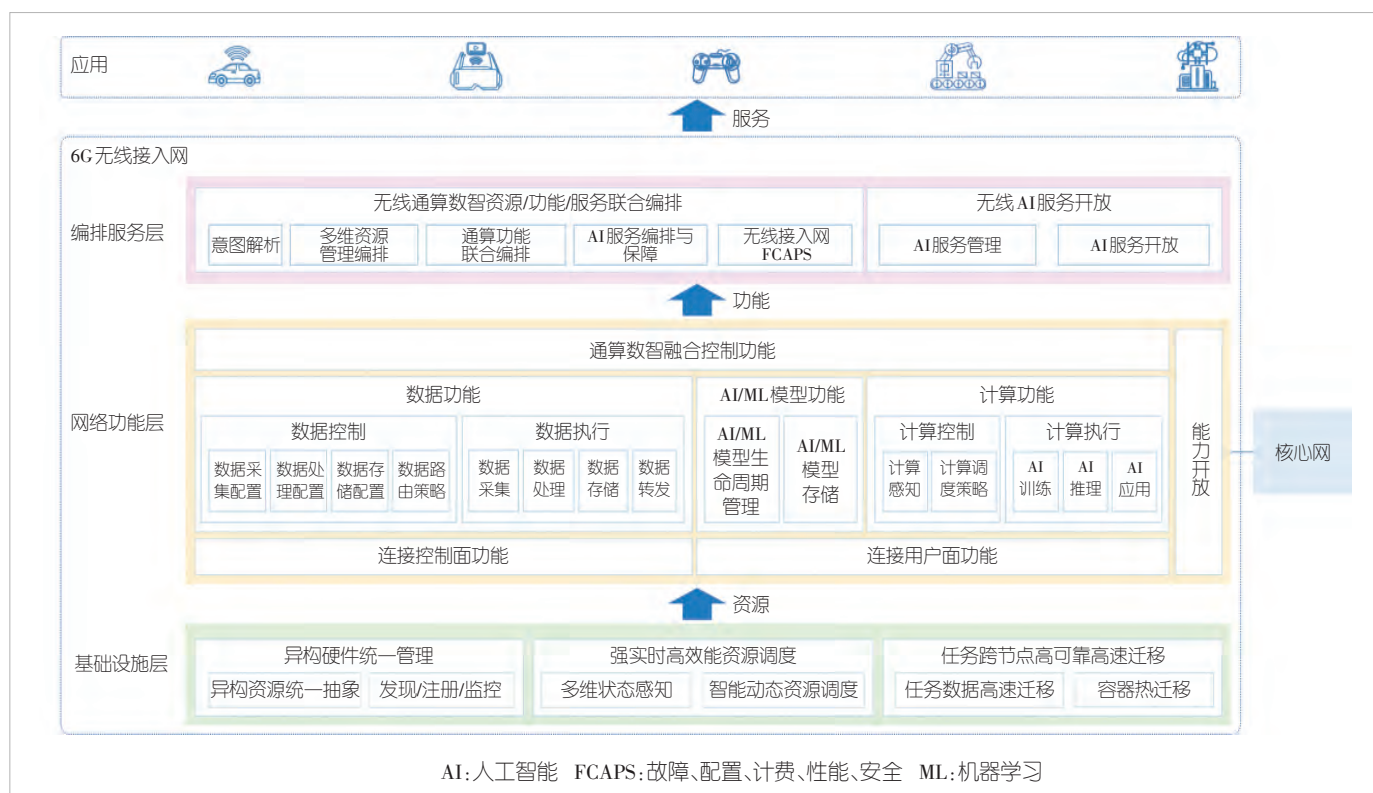 应用
服务
6G无线接入网
编排服务层
无线通算数智资源/功能/服务联合编排
意图解析
多维资源
管理编排
通算功能
联合编排
AI服务编排与
保障
无线接入网
FCAPS
无线AI服务开放
AI服务管理
AI服务开放
功能
网络功能层
通算数智融合控制功能
数据功能
数据控制
数据采
集配置
数据处
理配置
数据存
储配置
数据路
由策略
数据执行
数据
采集
数据
处理
数据
存储
数据
转发
AI/ML模型功能
AI/ML
模型生
命周期
管理
AI/ML
模型
存储
计算功能
计算控制
计算
感知
计算调
度策略
计算执行
AI
训练
AI
推理
AI
应用
连接控制面功能
连接用户面功能
能
力
开
放
核心网
资源
基础设施层
异构硬件统一管理
异构资源统一抽象
发现/注册/监控
强实时高效能资源调度
多维状态感知
智能动态资源调度
任务跨节点高可靠高速迁移
任务数据高速迁移
容器热迁移
AI:人工智能 FCAPS:故障、配置、计费、性能、安全 ML:机器学习